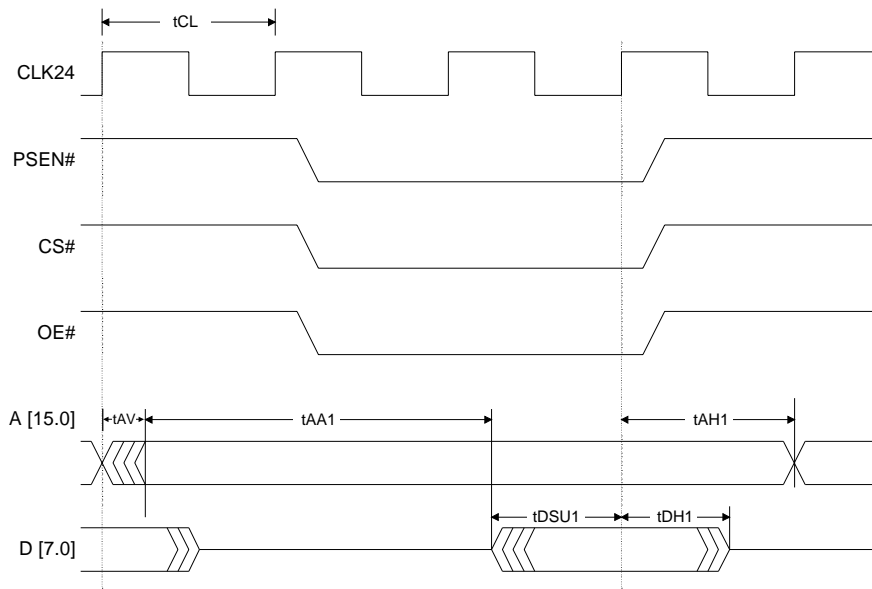 tCL
CLK24
PSEN#
CS#
OE#
A [15.0]
tAV
tAA1
tAH1
tDSU1
tDH1
D [7.0]